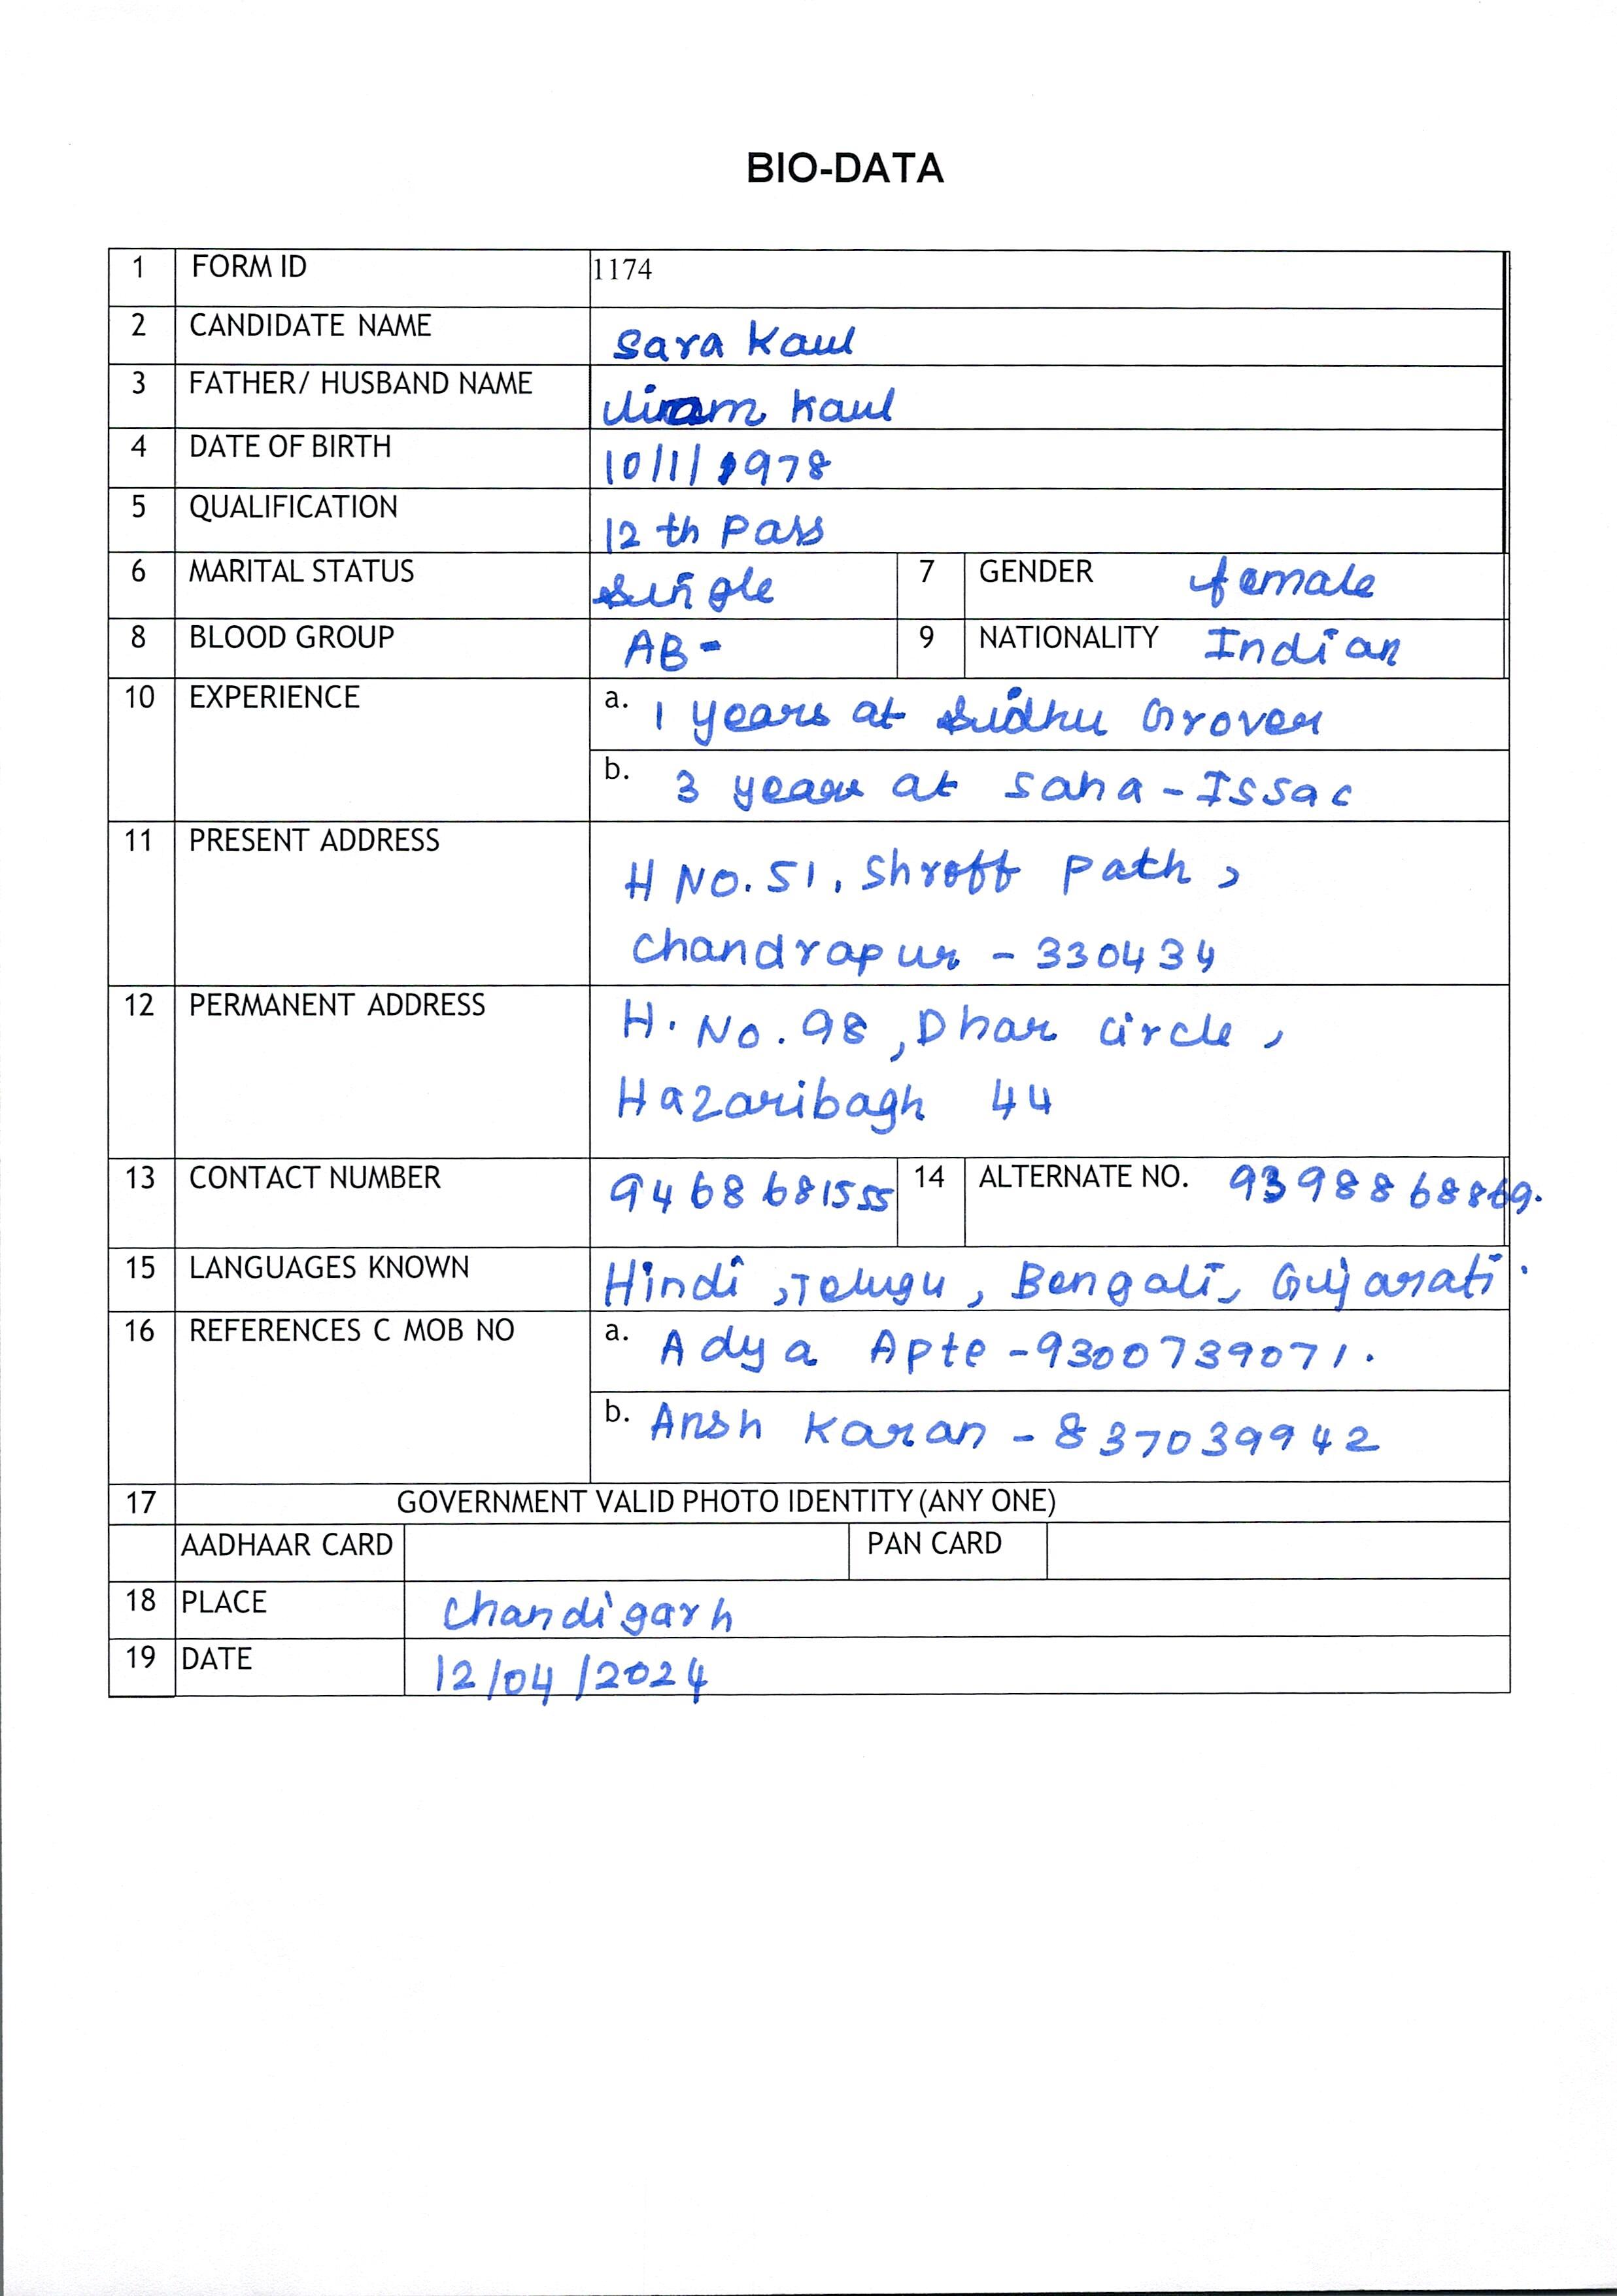 BIO-DATA
1 FORM ID 1174
2 CANDIDATE NAME Sara Kaul
3 FATHER/ HUSBAND NAME Kaul
4 DATE OF BIRTH 10/1/1978
5 QUALIFICATION 12 th Pass
6 MARITAL STATUS Single 7 GENDER female
8 BLOOD GROUP AB- 9 NATIONALITY Indian
10 EXPERIENCE a. 1 years at Sidhu Grover
b. 3 years at Saha-Issac
11 PRESENT ADDRESS H NO. 51, Shroff path,
Chandrapur - 330434
12 PERMANENT ADDRESS H. No. 98, Dhar circle,
Hazaribagh 44
13 CONTACT NUMBER 9468681555 14 ALTERNATE NO.
15 LANGUAGES KNOWN Hindi, Telugu, Bengali, Gujarati.
16 REFERENCES C MOB NO a. Adya Apte -9300739071.
b. Ansh Karan - 837039942
17 GOVERNMENT VALID PHOTO IDENTITY (ANY ONE)
AADHAAR CARD PAN CARD
18 PLACE Chandigarh
19 DATE 12/04/2024